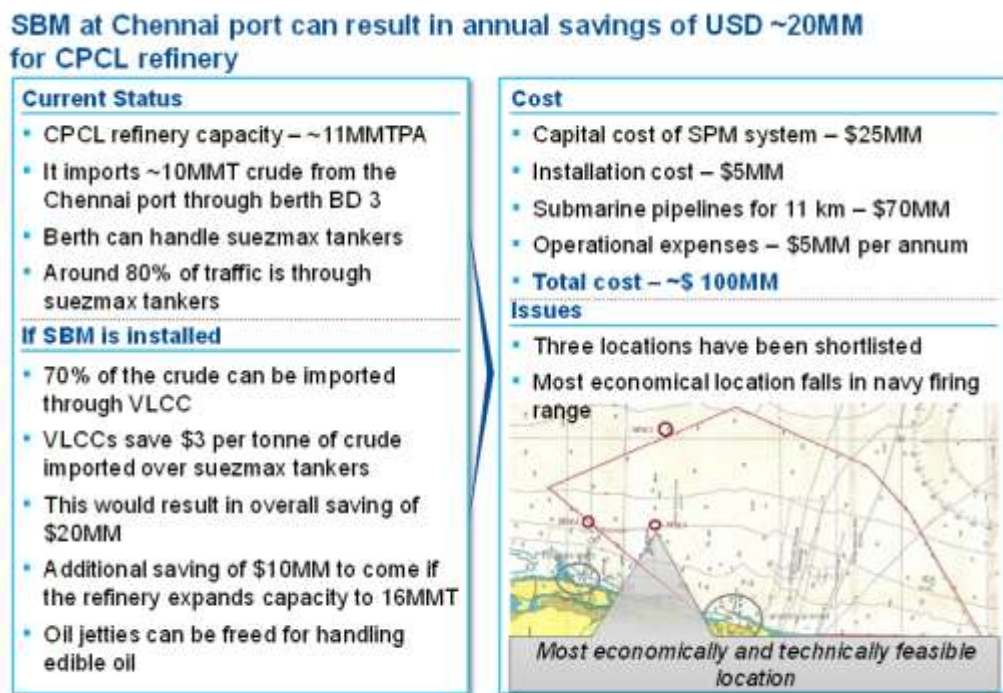 SBM at Chennai port can result in annual savings of USD ~20MM
for CPCL refinery
Current Status
CPCL refinery capacity – ~11MMTPA
It imports ~10MMT crude from the
Chennai port through berth BD 3
Berth can handle suezmax tankers
Around 80% of traffic is through
suezmax tankers
If SBM is installed
70% of the crude can be imported
through VLCC
VLCCs save $3 per tonne of crude
imported over suezmax tankers
This would result in overall saving of
$20MM
Additional saving of $10MM to come if
the refinery expands capacity to 16MMT
Oil jetties can be freed for handling
edible oil
Cost
Capital cost of SPM system – $25MM
Installation cost – $5MM
Submarine pipelines for 11 km – $70MM
Operational expenses – $5MM per annum
Total cost – ~$ 100MM
Issues
Three locations have been shortlisted
Most economical location falls in navy firing
range
Most economically and technically feasible
location